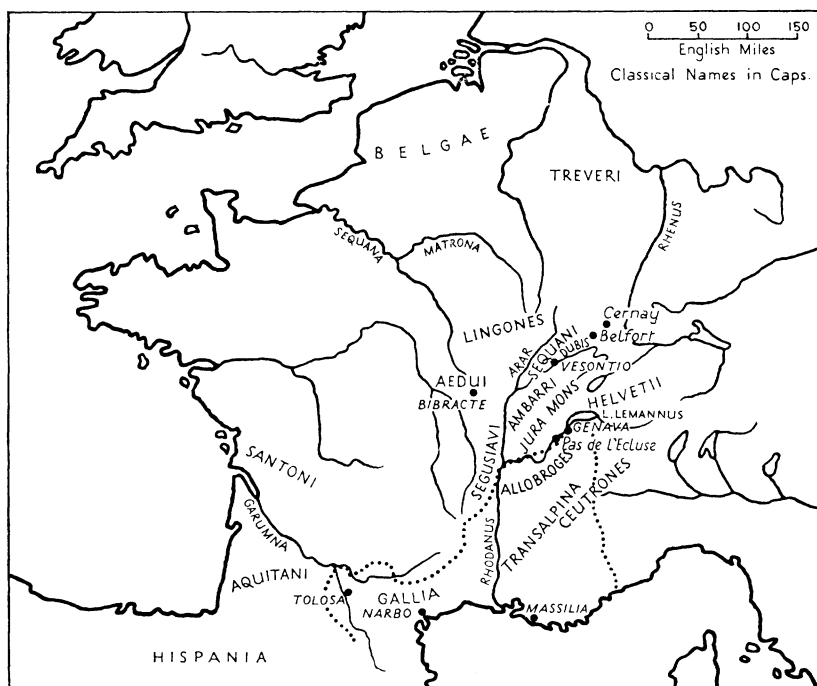 0 50 100 150
English Miles
Classical Names in Caps.
BELGAE
TREVERI
RHENUS
SEQUANA
MATRONA
LINGONES
Cernay
Belfort
ARAR
SEQUANI
DUBIS
VESONTIO
AEDUI
BIBRACTE
AMBARRI
JURA MONS
HELVETII
L. LEMANNUS
GENAVA
Pas de l'Ecluse
SEGUSIAVI
ALLOBROGES
SANTONI
TRANSALPINA
CEUTRONES
GARUMNA
RHODANUS
AQUITANI
TOLOSA
GALLIA
NARBO
MASSILIA
HISPANIA